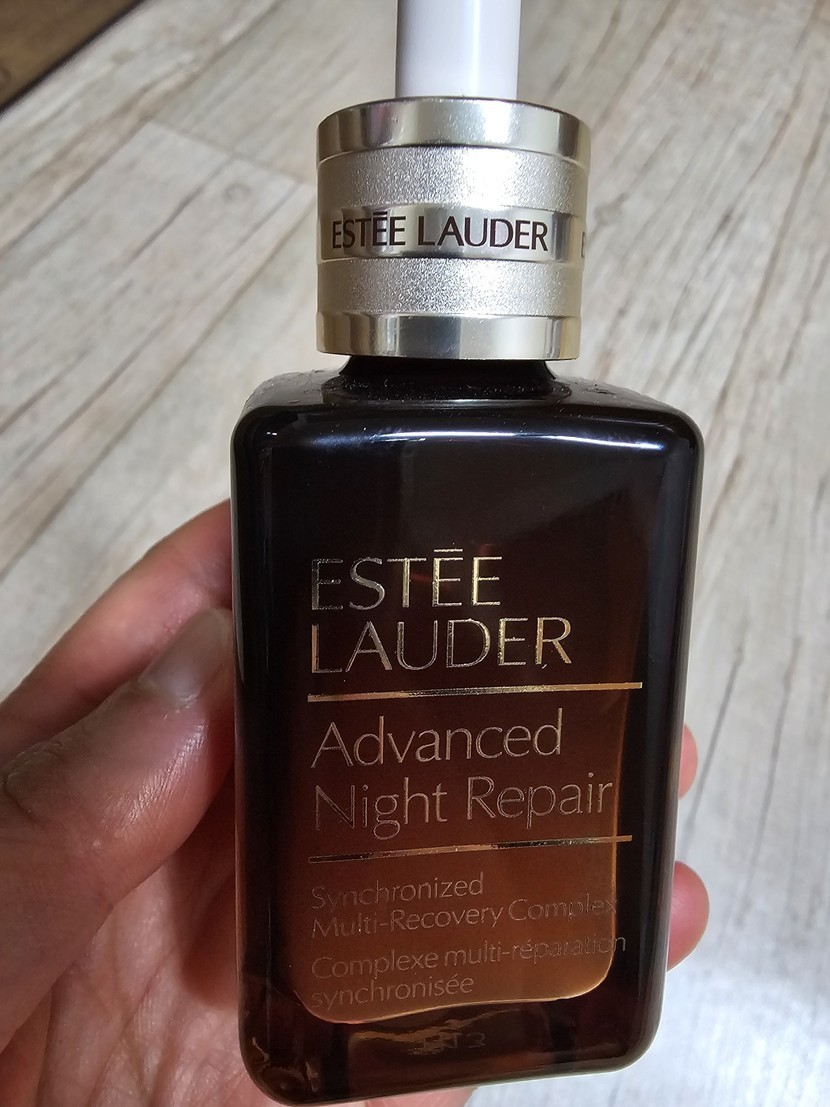 ESTĒE LAUDER
ESTĒE
LAUDER
Advanced
Night Repair
Synchronized
Multi-Recovery Complex
Complexe multi-réparation
synchronisée